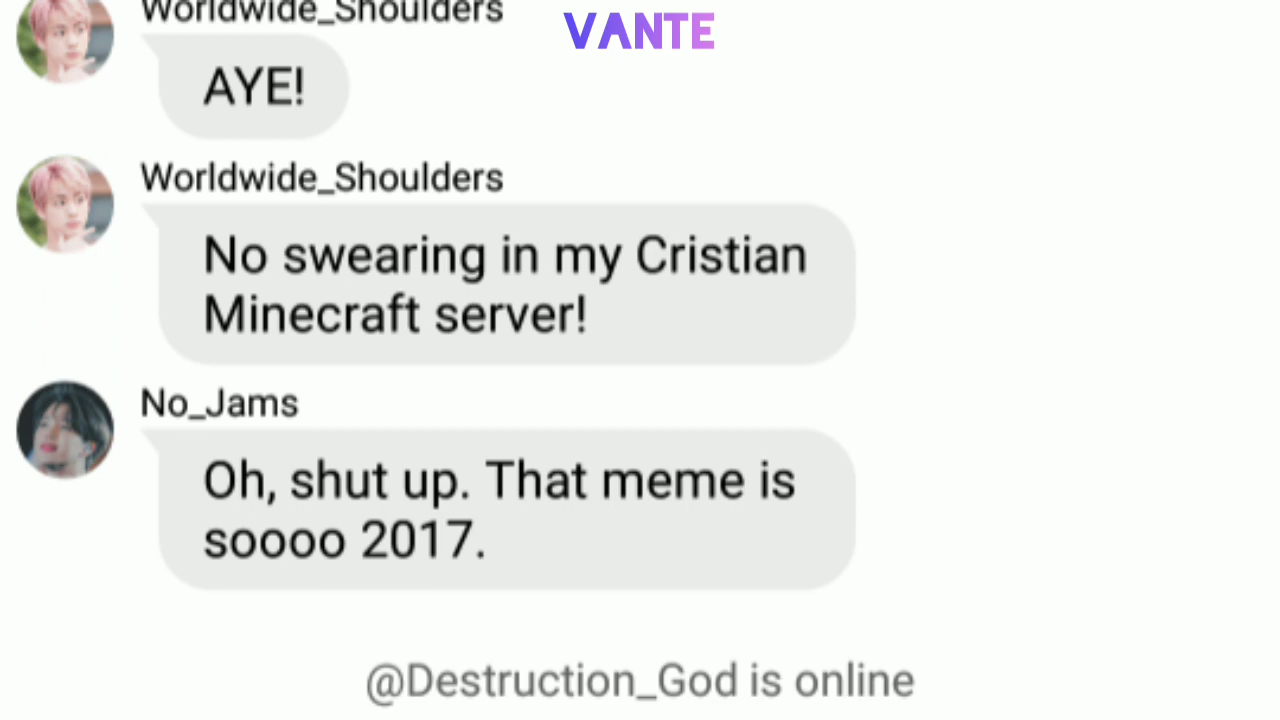 Worldwide_Shoulders
VANTE
AYE!
Worldwide_Shoulders
No swearing in my Cristian
Minecraft server!
No_Jams
Oh, shut up. That meme is
soooo 2017.
@Destruction_God is online